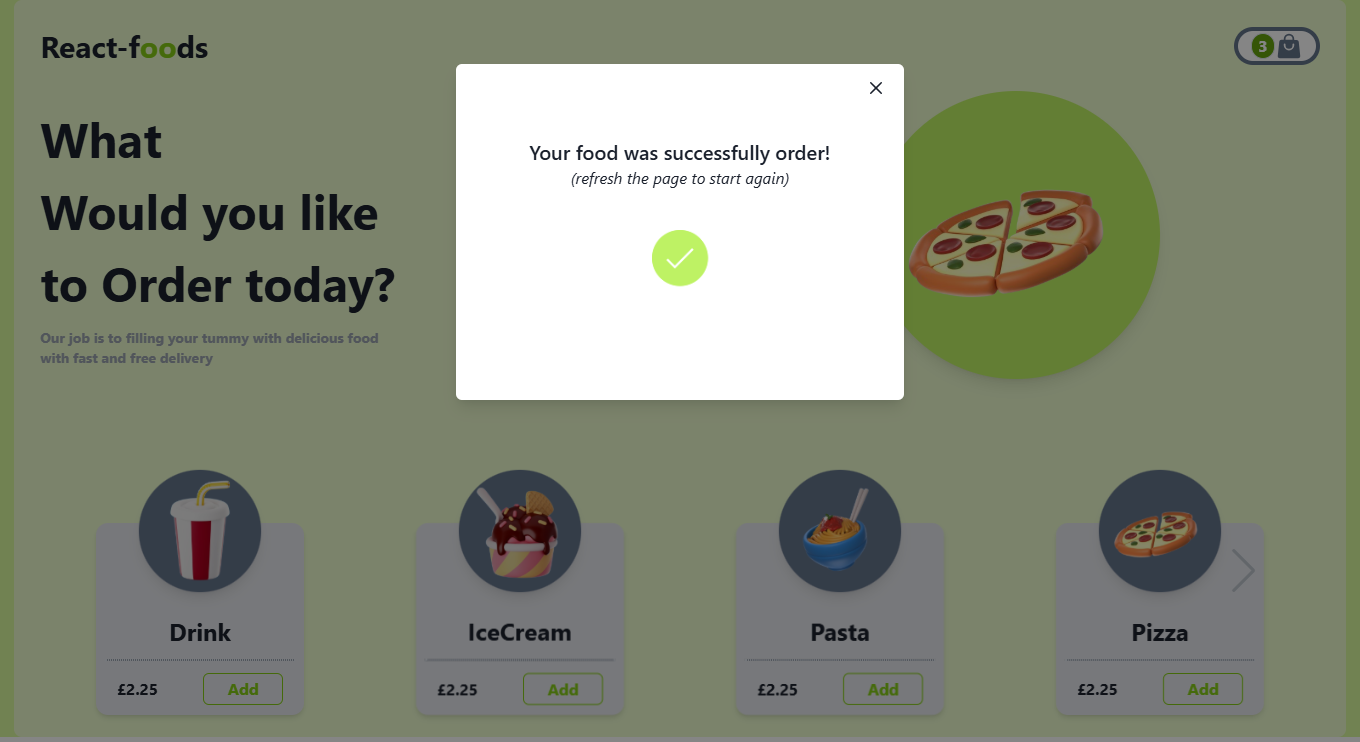 React-foods
3
Your food was successfully order!
(refresh the page to start again)
What
Would you like
to Order today?
Our job is to filling your tummy with delicious food
with fast and free delivery
Drink
£2.25
Add
IceCream
£2.25
Add
Pasta
£2.25
Add
Pizza
£2.25
Add